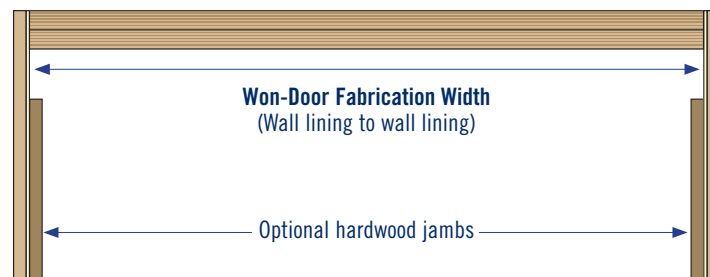 Won-Door Fabrication Width
(Wall lining to wall lining)
Optional hardwood jambs